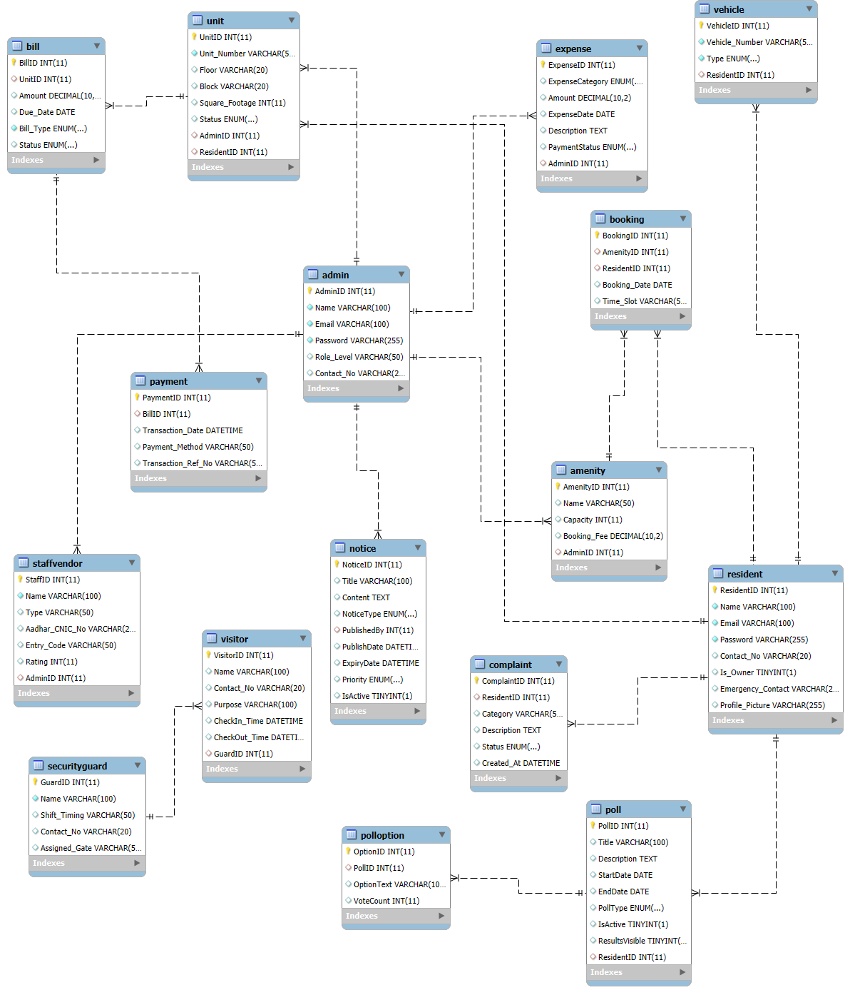 unit
UnitID INT(11)
Unit_Number VARCHAR(5...
Floor VARCHAR(20)
Block VARCHAR(20)
Square_Footage INT(11)
Status ENUM(...)
AdminID INT(11)
ResidentID INT(11)
Indexes
vehicle
VehicleID INT(11)
Vehicle_Number VARCHAR(5...
Type ENUM(...)
ResidentID INT(11)
Indexes
bill
BillID INT(11)
UnitID INT(11)
Amount DECIMAL(10,...
Due_Date DATE
Bill_Type ENUM(...)
Status ENUM(...)
Indexes
expense
ExpenseID INT(11)
ExpenseCategory ENUM(...
Amount DECIMAL(10,2)
ExpenseDate DATE
Description TEXT
PaymentStatus ENUM(...)
AdminID INT(11)
Indexes
booking
BookingID INT(11)
AmenityID INT(11)
ResidentID INT(11)
Booking_Date DATE
Time_Slot VARCHAR(5...
Indexes
admin
AdminID INT(11)
Name VARCHAR(100)
Email VARCHAR(100)
Password VARCHAR(255)
Role_Level VARCHAR(50)
Contact_No VARCHAR(2...
Indexes
payment
PaymentID INT(11)
BillID INT(11)
Transaction_Date DATETIME
Payment_Method VARCHAR(50)
Transaction_Ref_No VARCHAR(5...
Indexes
amenity
AmenityID INT(11)
Name VARCHAR(50)
Capacity INT(11)
Booking_Fee DECIMAL(10,2)
AdminID INT(11)
Indexes
notice
NoticeID INT(11)
Title VARCHAR(100)
Content TEXT
NoticeType ENUM(...)
PublishedBy INT(11)
PublishDate DATETI...
ExpiryDate DATETIME
Priority ENUM(...)
IsActive TINYINT(1)
Indexes
staffvendor
StaffID INT(11)
Name VARCHAR(100)
Type VARCHAR(50)
Aadhar_CNIC_No VARCHAR(2...
Entry_Code VARCHAR(50)
Rating INT(11)
AdminID INT(11)
Indexes
resident
ResidentID INT(11)
Name VARCHAR(100)
Email VARCHAR(100)
Password VARCHAR(255)
Contact_No VARCHAR(20)
Is_Owner TINYINT(1)
Emergency_Contact VARCHAR(2...
Profile_Picture VARCHAR(255)
Indexes
visitor
VisitorID INT(11)
Name VARCHAR(100)
Contact_No VARCHAR(20)
Purpose VARCHAR(100)
CheckIn_Time DATETIME
CheckOut_Time DATETI...
GuardID INT(11)
Indexes
complaint
ComplaintID INT(11)
ResidentID INT(11)
Category VARCHAR(5...
Description TEXT
Status ENUM(...)
Created_At DATETIME
Indexes
securityguard
GuardID INT(11)
Name VARCHAR(100)
Shift_Timing VARCHAR(50)
Contact_No VARCHAR(20)
Assigned_Gate VARCHAR(5...
Indexes
poll
PollID INT(11)
Title VARCHAR(100)
Description TEXT
StartDate DATE
EndDate DATE
PollType ENUM(...)
IsActive TINYINT(1)
ResultsVisible TINYINT(...
ResidentID INT(11)
Indexes
polloption
OptionID INT(11)
PollID INT(11)
OptionText VARCHAR(10...
VoteCount INT(11)
Indexes